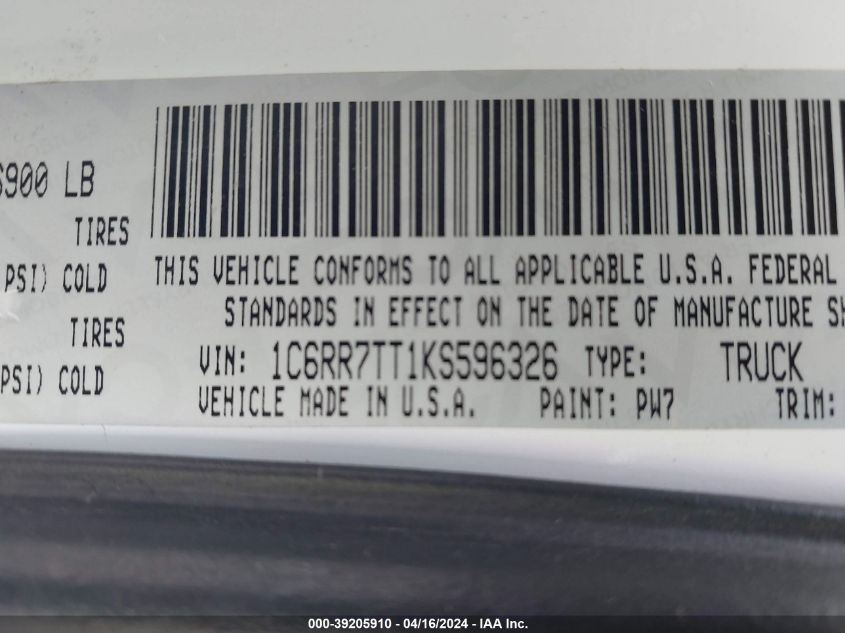 6900 LB
TIRES
PSI) COLD
TIRES
PSI) COLD
THIS VEHICLE CONFORMS TO ALL APPLICABLE U.S.A. FEDERAL
STANDARDS IN EFFECT ON THE DATE OF MANUFACTURE
VIN: 1C6RR7TT1KS596326 TYPE: TRUCK
VEHICLE MADE IN U.S.A. PAINT: PW7 TRIM:
000-39205910 - 04/16/2024 - IAA Inc.